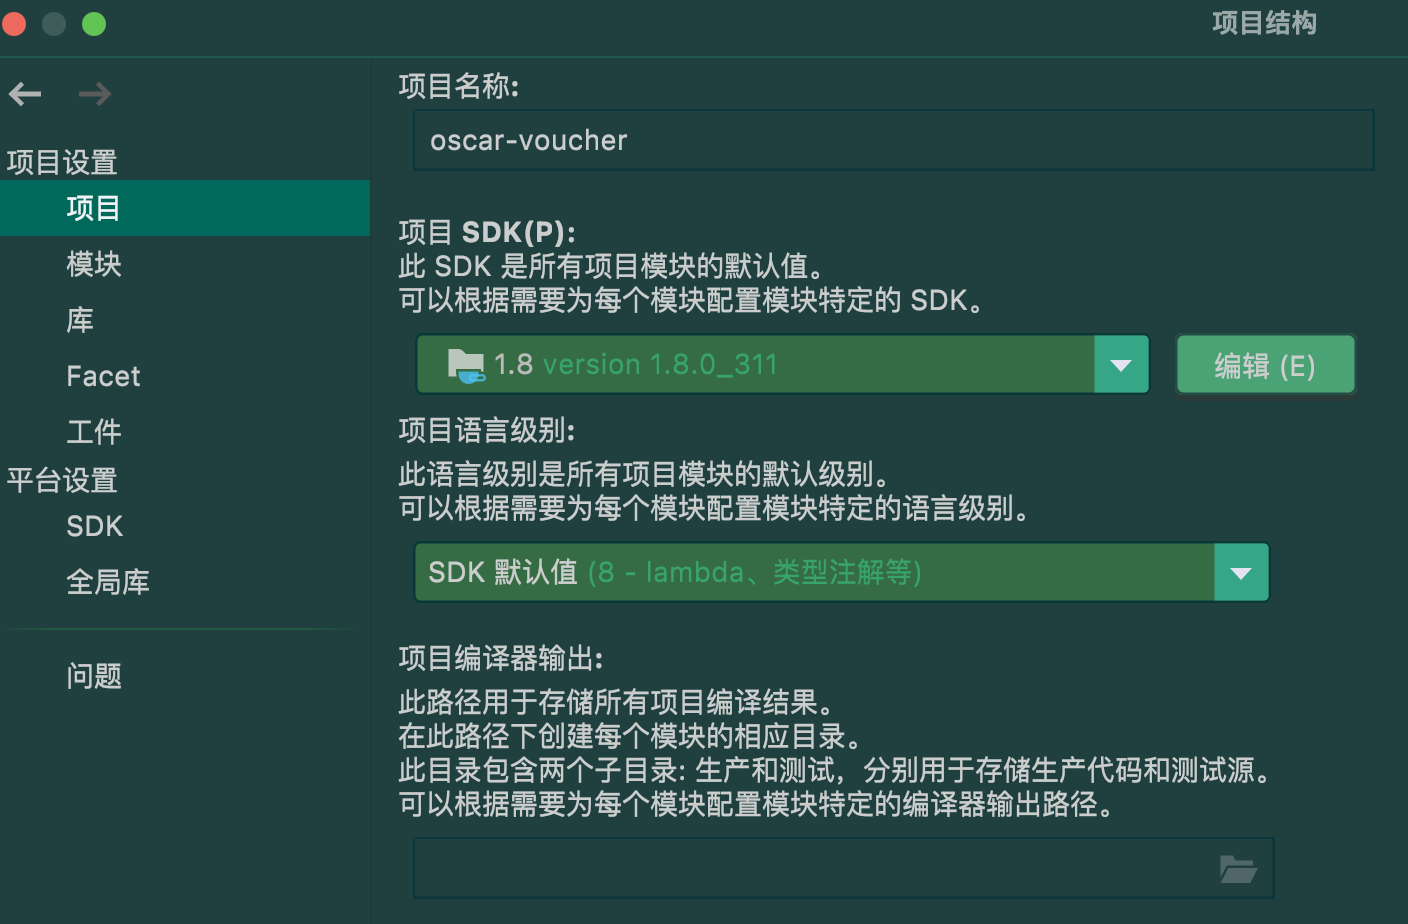 项目结构
项目设置
项目
模块
库
Facet
工件
平台设置
SDK
全局库
问题
项目名称:
oscar-voucher
项目 SDK(P):
此 SDK 是所有项目模块的默认值。
可以根据需要为每个模块配置模块特定的 SDK。
1.8 version 1.8.0_311
编辑 (E)
项目语言级别:
此语言级别是所有项目模块的默认级别。
可以根据需要为每个模块配置模块特定的语言级别。
SDK 默认值 (8 - lambda、类型注解等)
项目编译器输出:
此路径用于存储所有项目编译结果。
在此路径下创建每个模块的相应目录。
此目录包含两个子目录: 生产和测试，分别用于存储生产代码和测试源。
可以根据需要为每个模块配置模块特定的编译器输出路径。